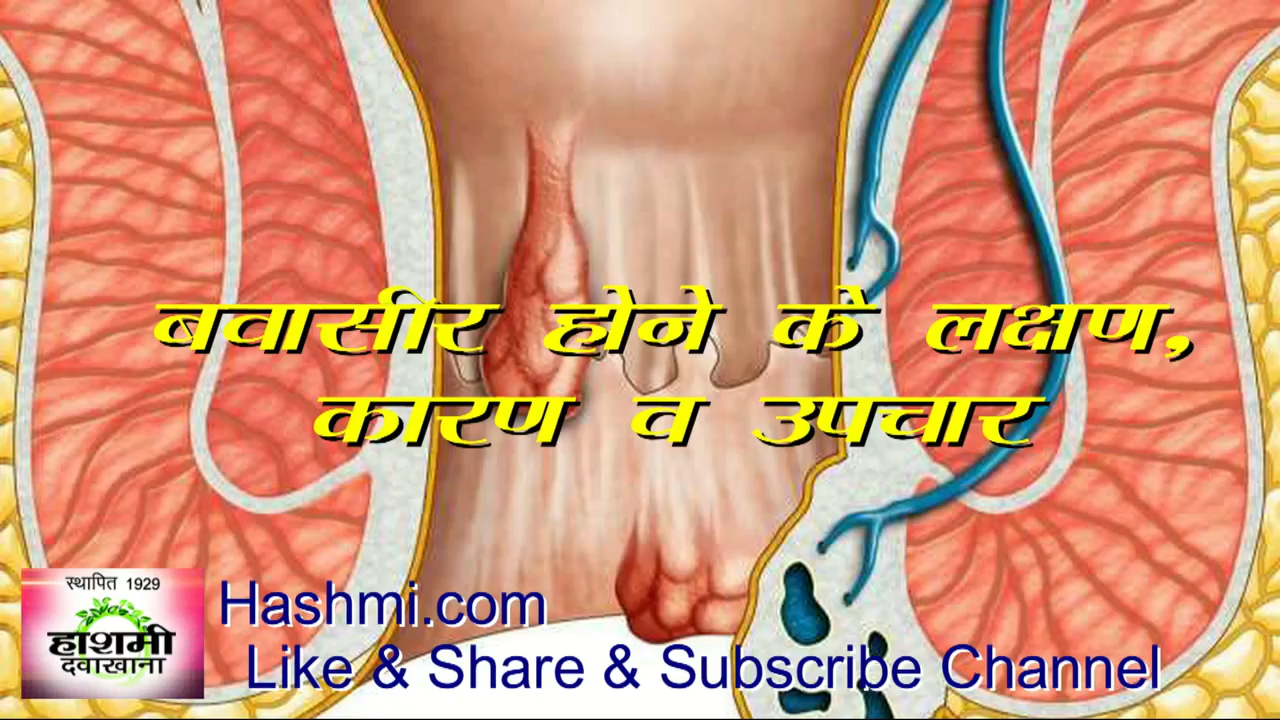 बवासीर होने के लक्षण,
कारण व उपचार
स्थापित 1929
हाशमी
दवाखाना
Hashmi.com
Like & Share & Subscribe Channel